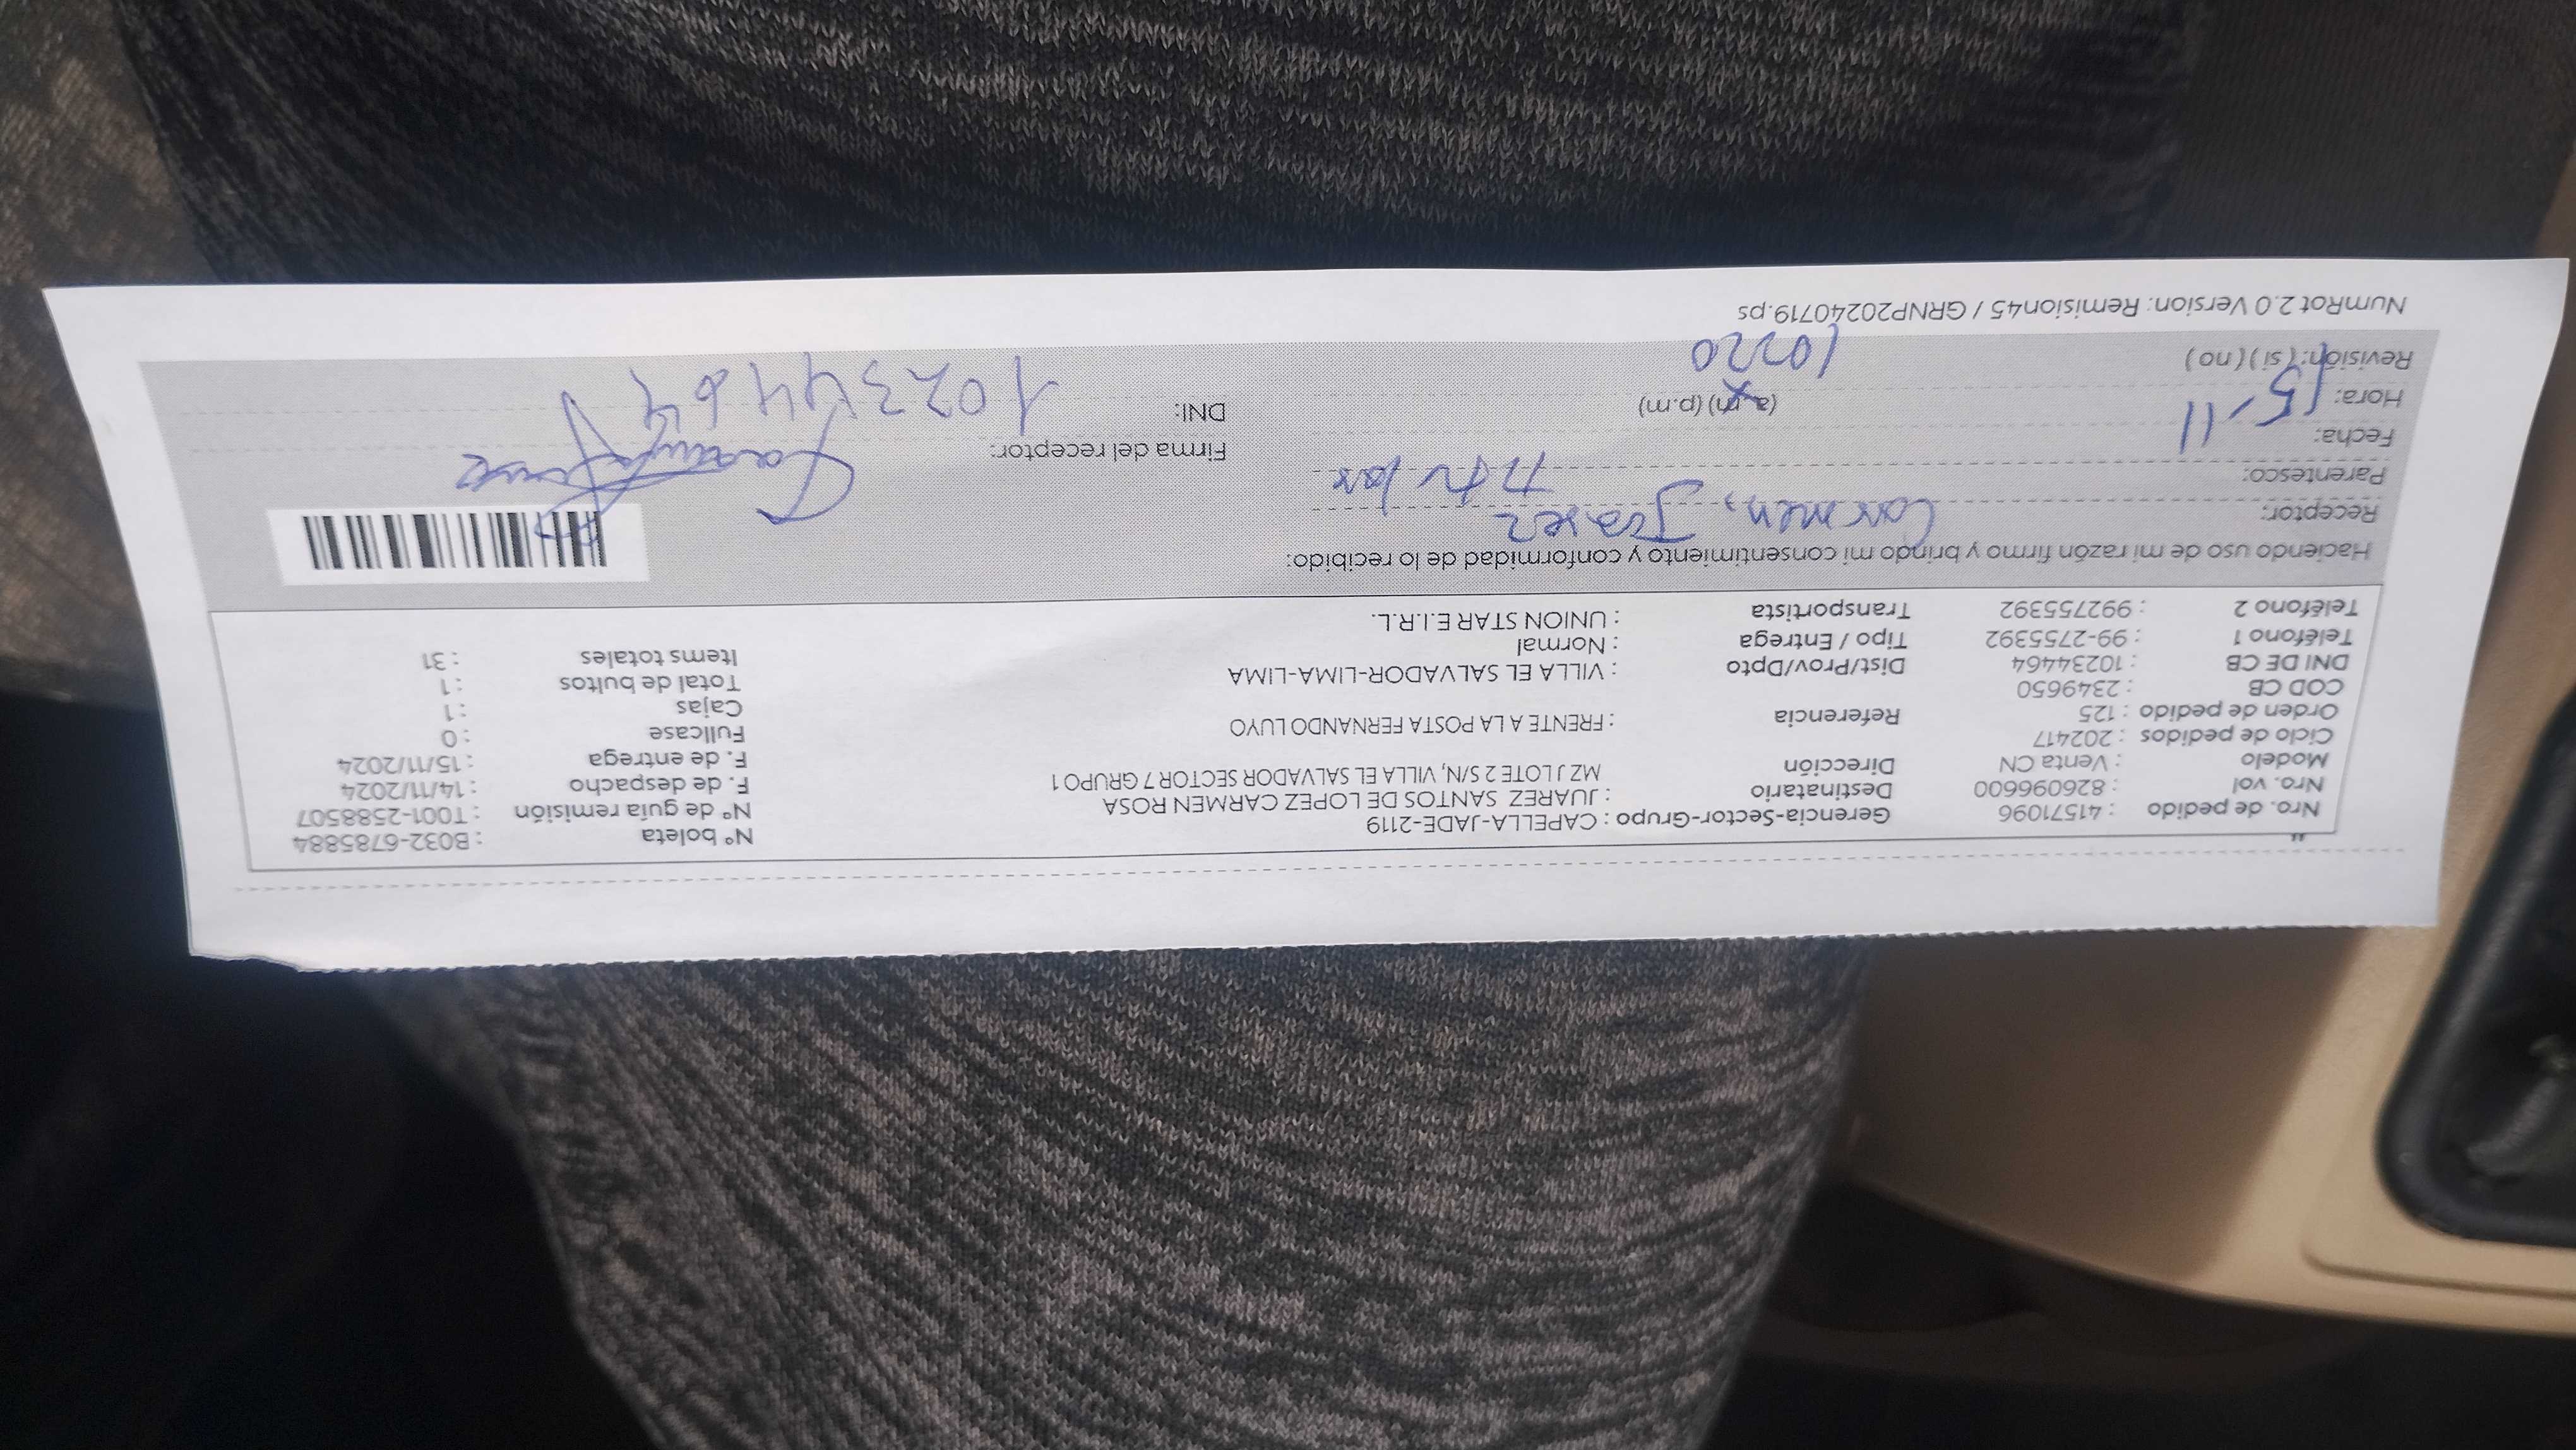 Nro. de pedido : 41571096 Gerencia-Sector-Grupo : CAPELLA-JADE-2119 N° boleta : B032-6785884
Nro. vol : 826096600 Destinatario : JUAREZ SANTOS DE LOPEZ CARMEN ROSA N° de guía remisión : T001-2588507
Modelo : Venta CN Dirección MZ J LOTE 2 S/N, VILLA EL SALVADOR SECTOR 7 GRUPO 1 F. de despacho : 14/11/2024
Ciclo de pedidos : 202417 F. de entrega : 15/11/2024
Orden de pedido : 125 Referencia : FRENTE A LA POSTA FERNANDO LUYO Fullcase : 0
COD CB : 2349650 Cajas : 1
DNI DE CB : 10234464 Dist/Prov/Dpto : VILLA EL SALVADOR-LIMA-LIMA Total de bultos : 1
Teléfono 1 : 99-2755392 Tipo / Entrega : Normal Items totales : 31
Teléfono 2 : 992755392 Transportista : UNION STAR E.I.R.L.
Haciendo uso de mi razón firmo y brindo mi consentimiento y conformidad de lo recibido:
Receptor: Carmen, Juarez
Parentesco: Titular
Fecha: 15-11 Firma del receptor:
Hora: (a.m) (p.m) DNI: 10234464
Revisión: (si) (no) 10220
NumRot 2.0 Version: Remision45 / GRNP20240719.ps